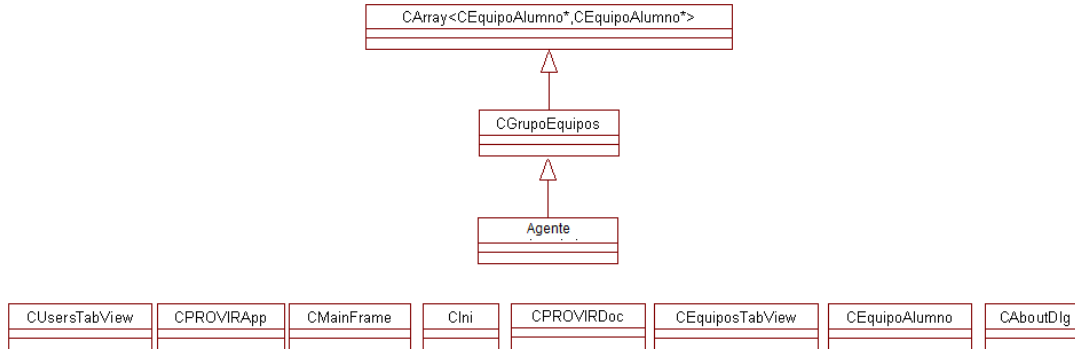 CArray<CEquipoAlumno*,CEquipoAlumno*>
CGrupoEquipos
Agente
CUsersTabView
CPROVIRApp
CMainFrame
CIni
CPROVIRDoc
CEquiposTabView
CEquipoAlumno
CAboutDlg